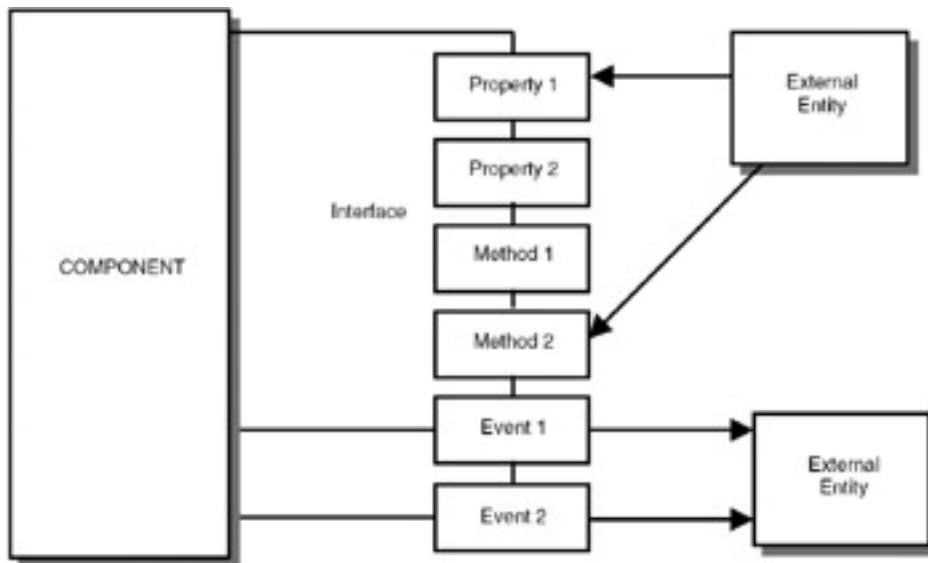 COMPONENT
Interface
Property 1
Property 2
Method 1
Method 2
Event 1
Event 2
External
Entity
External
Entity